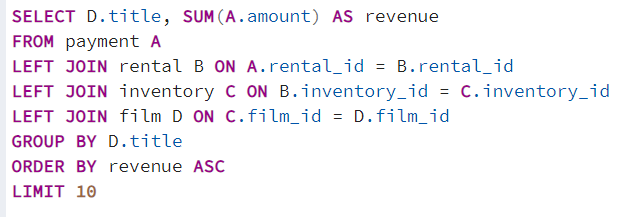 SELECT D.title, SUM(A.amount) AS revenue
FROM payment A
LEFT JOIN rental B ON A.rental_id = B.rental_id
LEFT JOIN inventory C ON B.inventory_id = C.inventory_id
LEFT JOIN film D ON C.film_id = D.film_id
GROUP BY D.title
ORDER BY revenue ASC
LIMIT 10